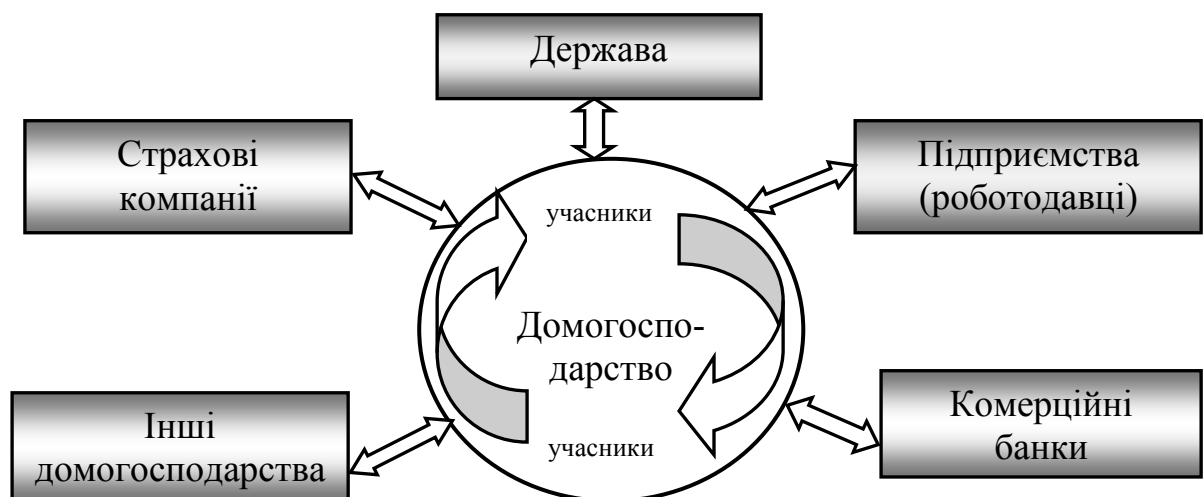 Держава
Страхові
компанії
Підприємства
(роботодавці)
учасники
Домогоспо-
дарство
учасники
Інші
домогосподарства
Комерційні
банки